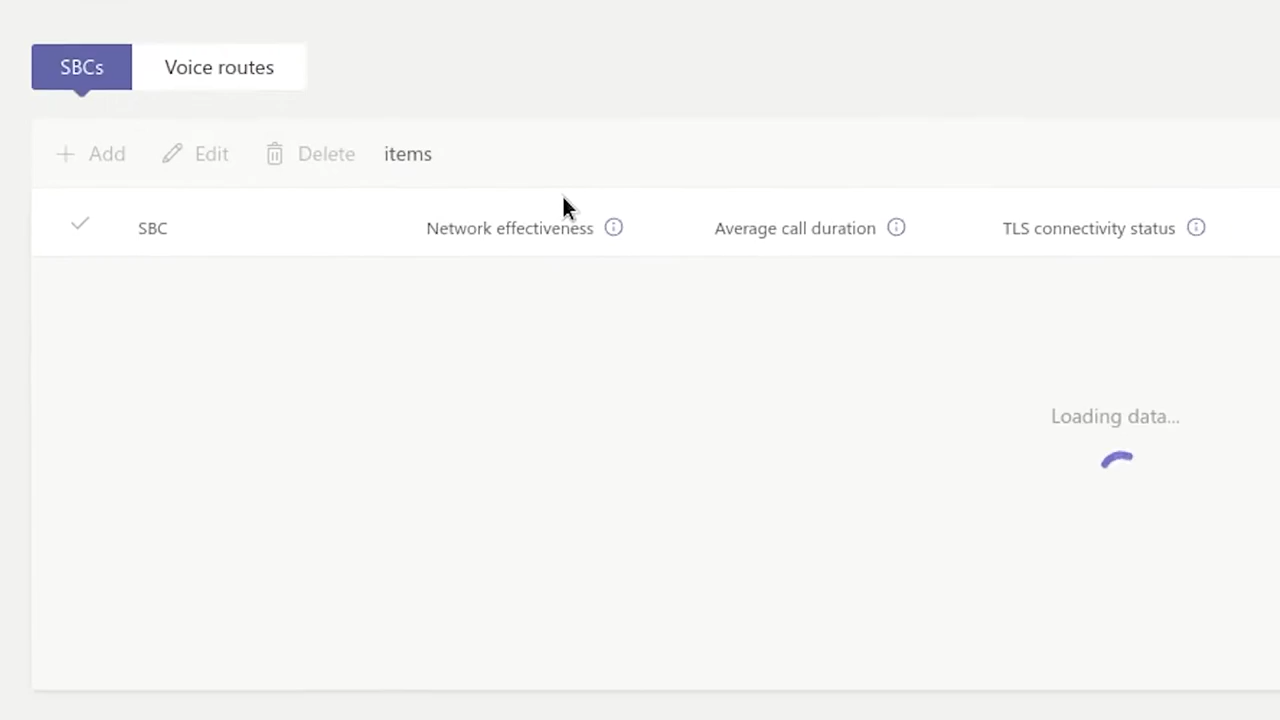 SBCs Voice routes
Add Edit Delete items
SBC Network effectiveness Average call duration TLS connectivity status
Loading data...